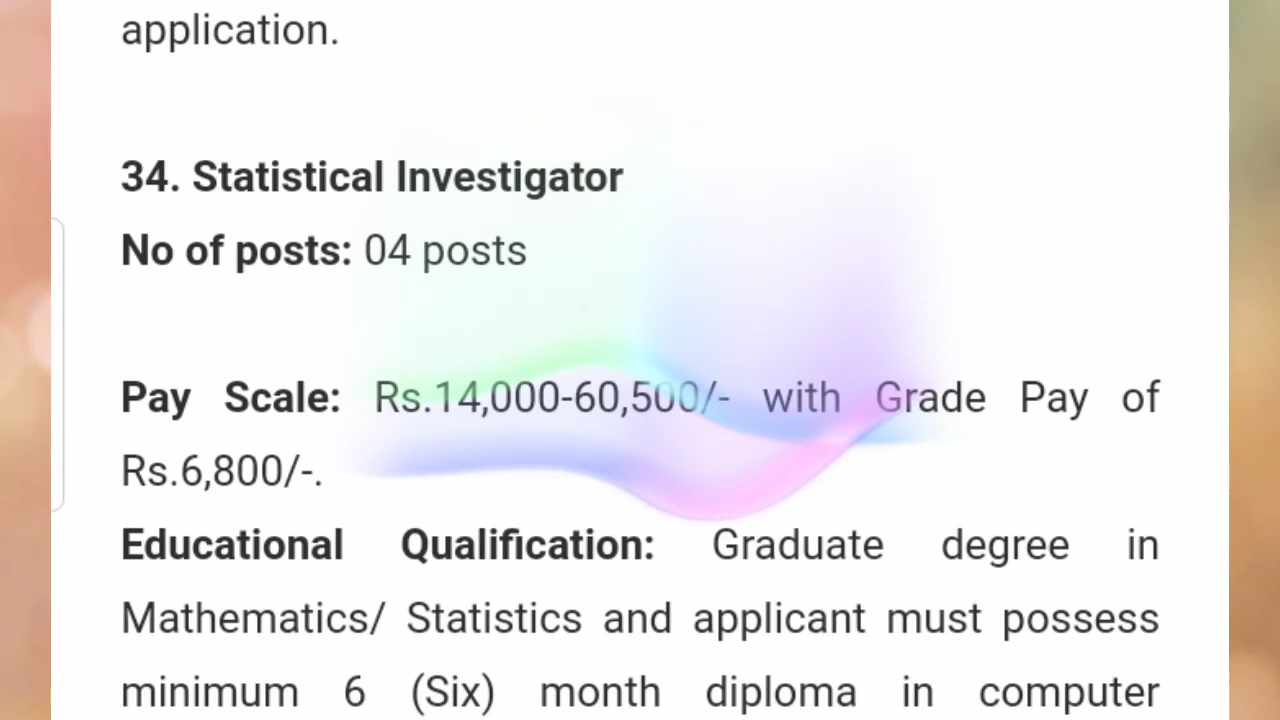 application.
34. Statistical Investigator
No of posts: 04 posts
Pay Scale: Rs.14,000-60,500/- with Grade Pay of
Rs.6,800/-.
Educational Qualification: Graduate degree in
Mathematics/ Statistics and applicant must possess
minimum 6 (Six) month diploma in computer